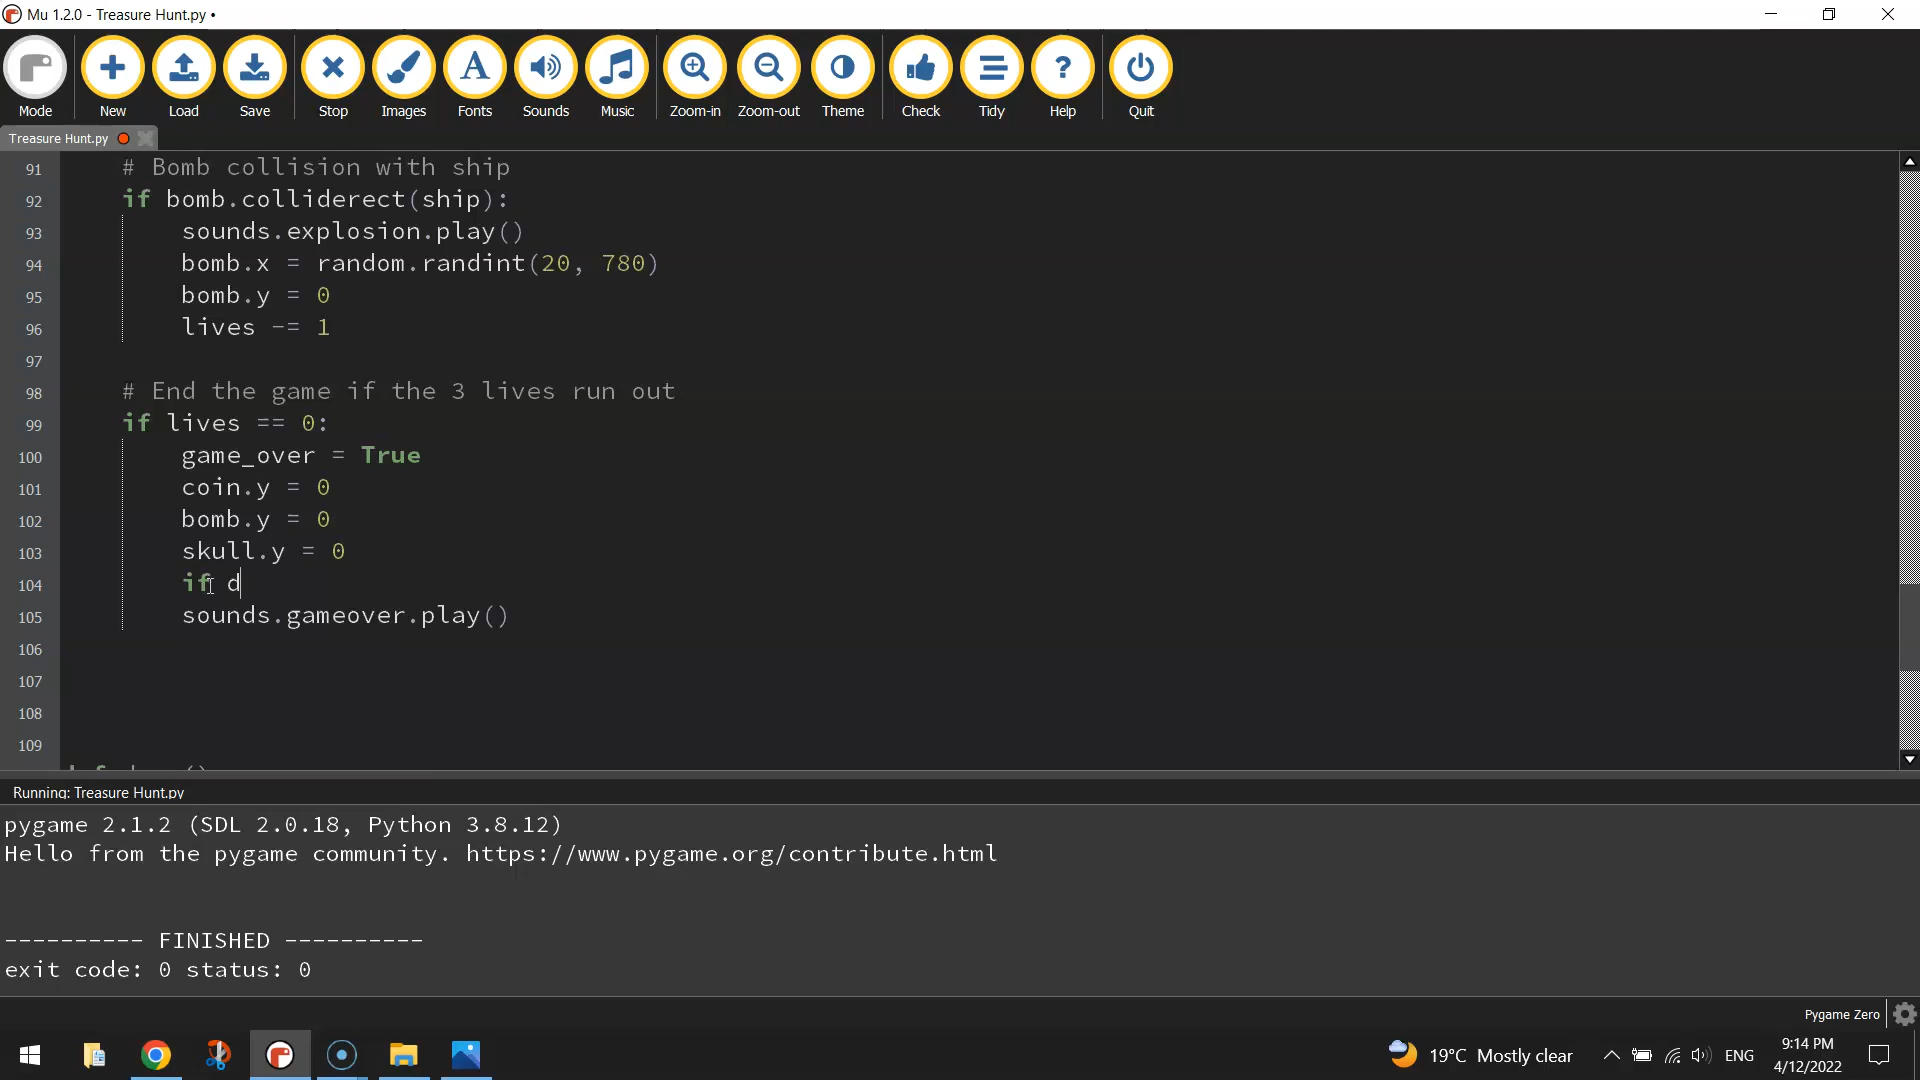 Mu 1.2.0 - Treasure Hunt.py •
Mode New Load Save Stop Images Fonts Sounds Music Zoom-in Zoom-out Theme Check Tidy Help Quit
Treasure Hunt.py
91 # Bomb collision with ship
92 if bomb.colliderect(ship):
93 sounds.explosion.play()
94 bomb.x = random.randint(20, 780)
95 bomb.y = 0
96 lives -= 1
97
98 # End the game if the 3 lives run out
99 if lives == 0:
100 game_over = True
101 coin.y = 0
102 bomb.y = 0
103 skull.y = 0
104 if d
105 sounds.gameover.play()
106
107
108
109
Running: Treasure Hunt.py
pygame 2.1.2 (SDL 2.0.18, Python 3.8.12)
Hello from the pygame community. https://www.pygame.org/contribute.html
---------- FINISHED ----------
exit code: 0 status: 0
Pygame Zero
19°C Mostly clear ENG 9:14 PM
4/12/2022